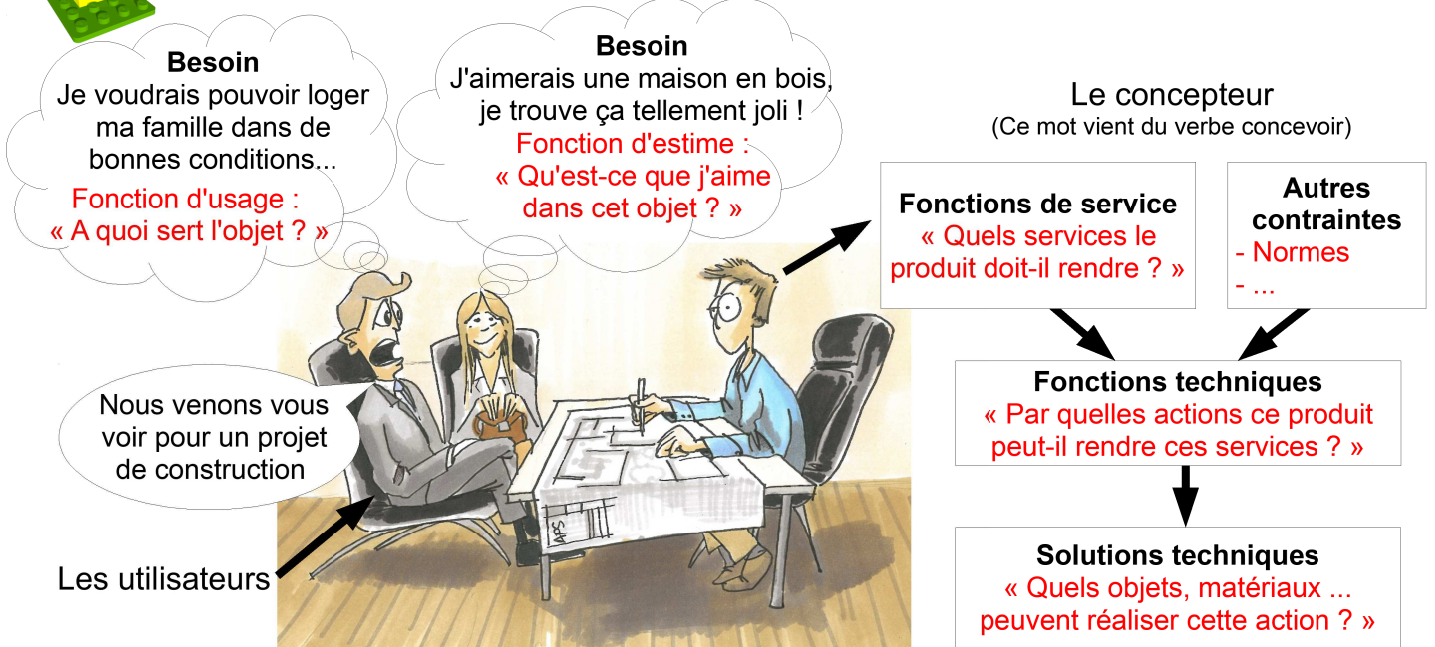 Besoin
Je voudrais pouvoir loger
ma famille dans de
bonnes conditions...
Fonction d'usage :
« A quoi sert l'objet ? »
Besoin
J'aimerais une maison en bois,
je trouve ça tellement joli !
Fonction d'estime :
« Qu'est-ce que j'aime
dans cet objet ? »
Le concepteur
(Ce mot vient du verbe concevoir)
Fonctions de service
« Quels services le
produit doit-il rendre ? »
Autres
contraintes
- Normes
- ...
Nous venons vous
voir pour un projet
de construction
Les utilisateurs
APS
Fonctions techniques
« Par quelles actions ce produit
peut-il rendre ces services ? »
Solutions techniques
« Quels objets, matériaux ...
peuvent réaliser cette action ? »